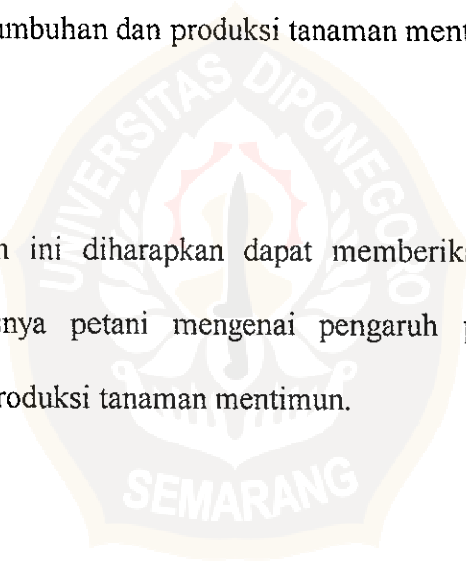 umbuhan dan produksi tanaman ment
UNIVERSITAS DIPONEGORO
n ini diharapkan dapat memberik
nya petani mengenai pengaruh
roduksi tanaman mentimun.
SEMARANG